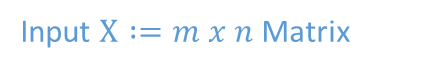 Input X := m x n Matrix